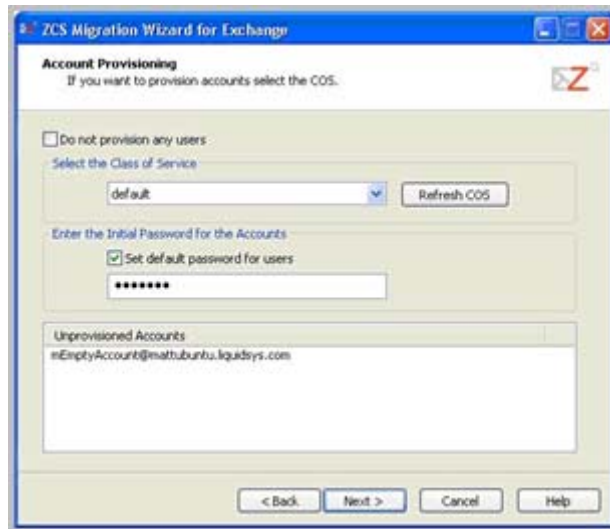 ZCS Migration Wizard for Exchange
Account Provisioning
If you want to provision accounts select the COS.
Z
Do not provision any users
Select the Class of Service
default
Refresh COS
Enter the Initial Password for the Accounts
Set default password for users
•••••••
Unprovisioned Accounts
mEmptyAccount@mattubuntu.liquidsys.com
< Back
Next >
Cancel
Help